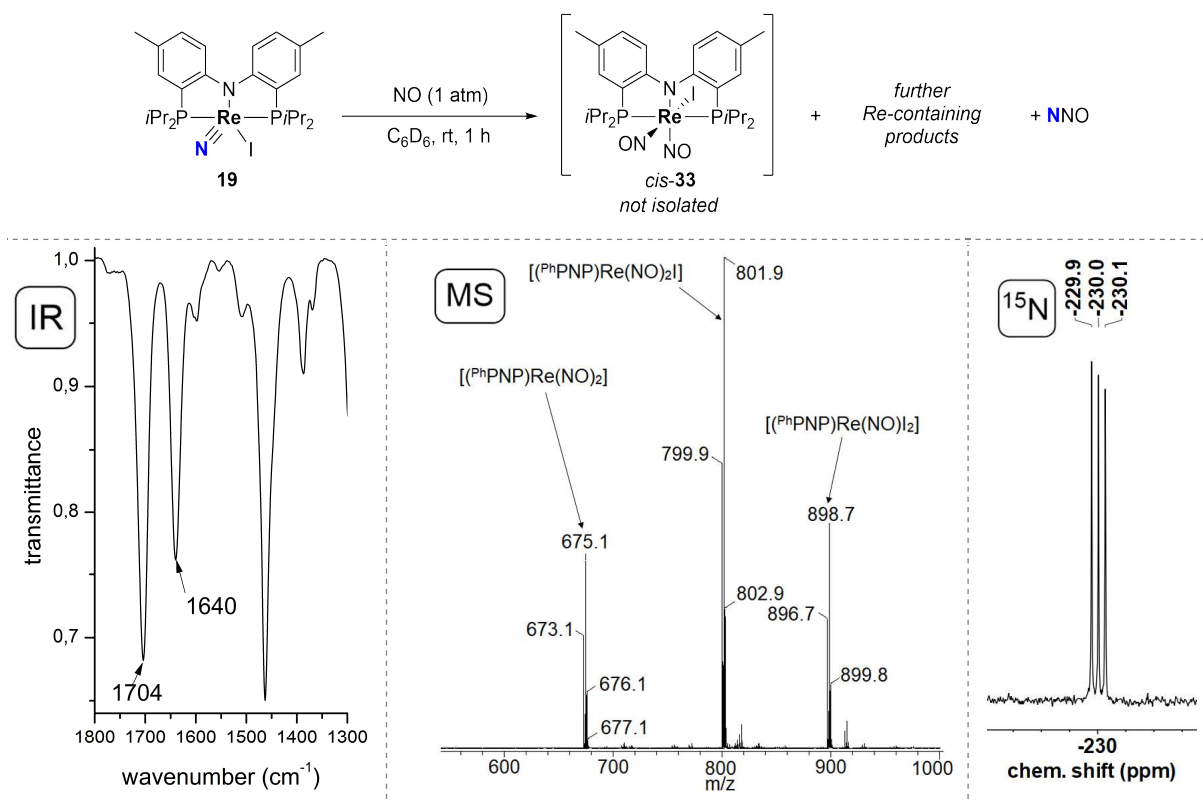 N
iPr₂P
Re
PiPr₂
N
I
19
NO (1 atm)
C₆D₆, rt, 1 h
N
I
iPr₂P
Re
PiPr₂
ON
NO
cis-33
not isolated
+
further
Re-containing
products
+ NNO
IR
transmittance
1,0
0,9
0,8
0,7
1640
1704
1800 1700 1600 1500 1400 1300
wavenumber (cm⁻¹)
MS
[(ᴾʰPNP)Re(NO)₂I]
801.9
[(ᴾʰPNP)Re(NO)₂]
[(ᴾʰPNP)Re(NO)I₂]
799.9
898.7
675.1
802.9
896.7
673.1
899.8
676.1
677.1
600 700 800 900 1000
m/z
¹⁵N
-229.9
-230.0
-230.1
-230
chem. shift (ppm)